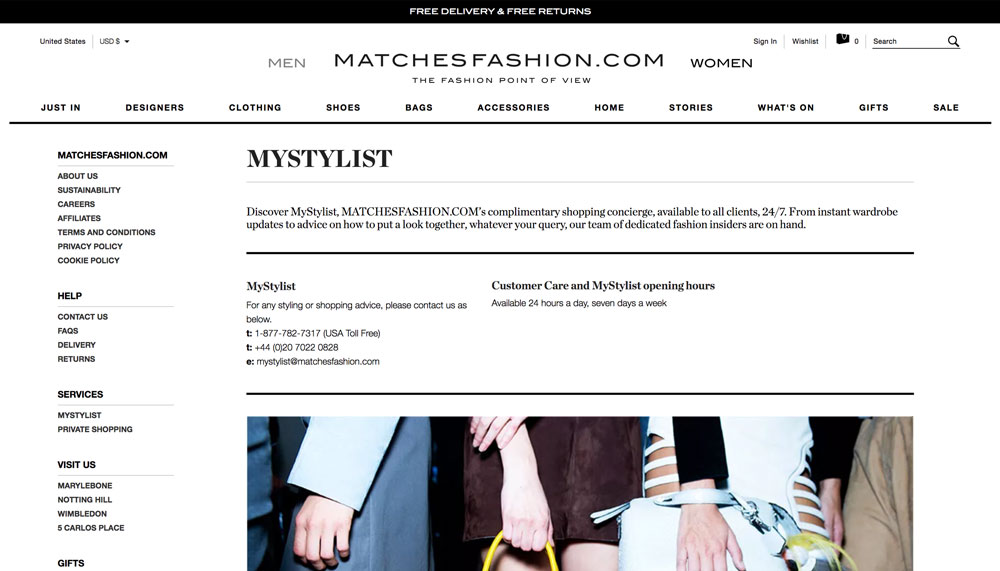 FREE DELIVERY & FREE RETURNS
United States USD $
Sign In Wishlist 0 Search
MEN MATCHESFASHION.COM WOMEN
THE FASHION POINT OF VIEW
JUST IN DESIGNERS CLOTHING SHOES BAGS ACCESSORIES HOME STORIES WHAT'S ON GIFTS SALE
MATCHESFASHION.COM
ABOUT US
SUSTAINABILITY
CAREERS
AFFILIATES
TERMS AND CONDITIONS
PRIVACY POLICY
COOKIE POLICY
HELP
CONTACT US
FAQS
DELIVERY
RETURNS
SERVICES
MYSTYLIST
PRIVATE SHOPPING
VISIT US
MARYLEBONE
NOTTING HILL
WIMBLEDON
5 CARLOS PLACE
GIFTS
MYSTYLIST
Discover MyStylist, MATCHESFASHION.COM's complimentary shopping concierge, available to all clients, 24/7. From instant wardrobe
updates to advice on how to put a look together, whatever your query, our team of dedicated fashion insiders are on hand.
MyStylist
For any styling or shopping advice, please contact us as
below.
t: 1-877-782-7317 (USA Toll Free)
t: +44 (0)20 7022 0828
e: mystylist@matchesfashion.com
Customer Care and MyStylist opening hours
Available 24 hours a day, seven days a week